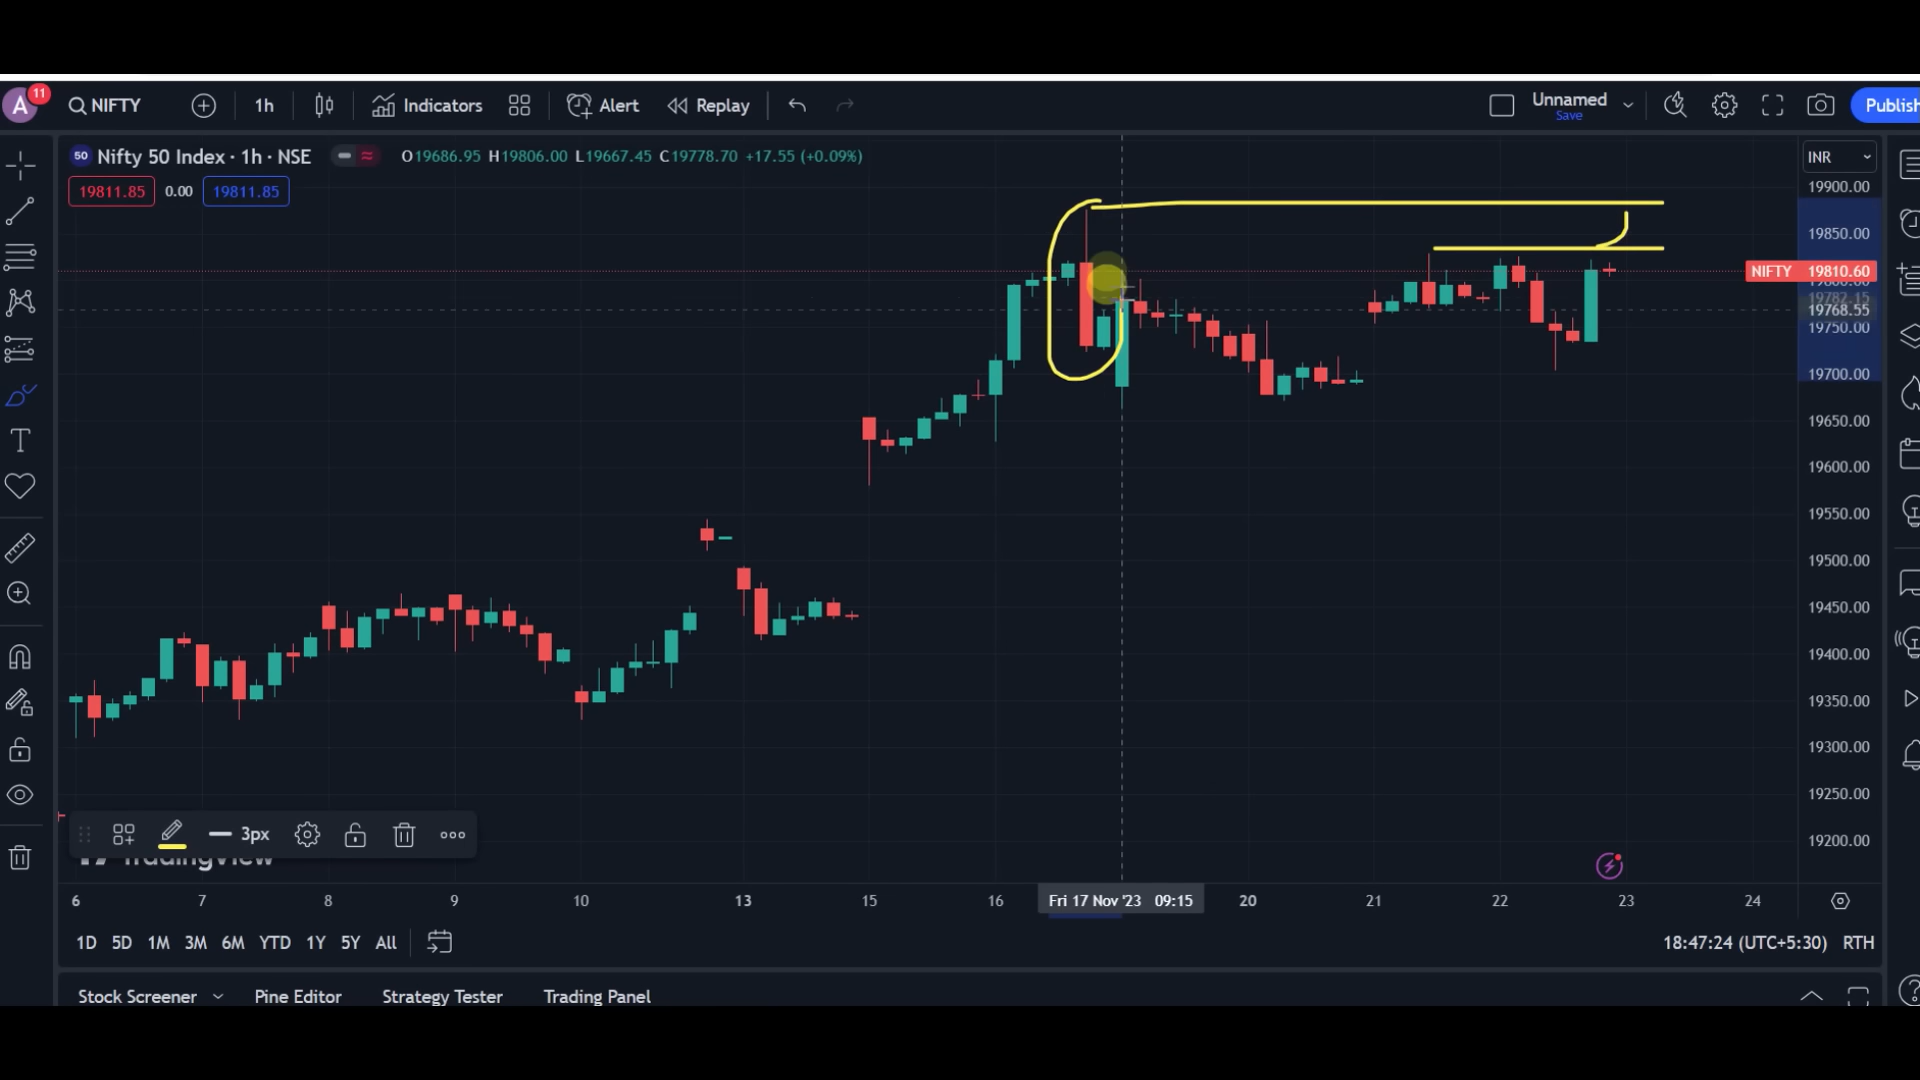 A 11 NIFTY 1h Indicators Alert Replay Unnamed Save Publish
50 Nifty 50 Index · 1h · NSE O19686.95 H19806.00 L19667.45 C19778.70 +17.55 (+0.09%) INR
19811.85 0.00 19811.85
19900.00
19850.00
NIFTY 19810.60
19782.15
19768.55
19750.00
19700.00
19650.00
19600.00
19550.00
19500.00
19450.00
19400.00
19350.00
19300.00
19250.00
19200.00
3px
TradingView
6 7 8 9 10 13 15 16 Fri 17 Nov '23 09:15 20 21 22 23 24
1D 5D 1M 3M 6M YTD 1Y 5Y All 18:47:24 (UTC+5:30) RTH
Stock Screener Pine Editor Strategy Tester Trading Panel